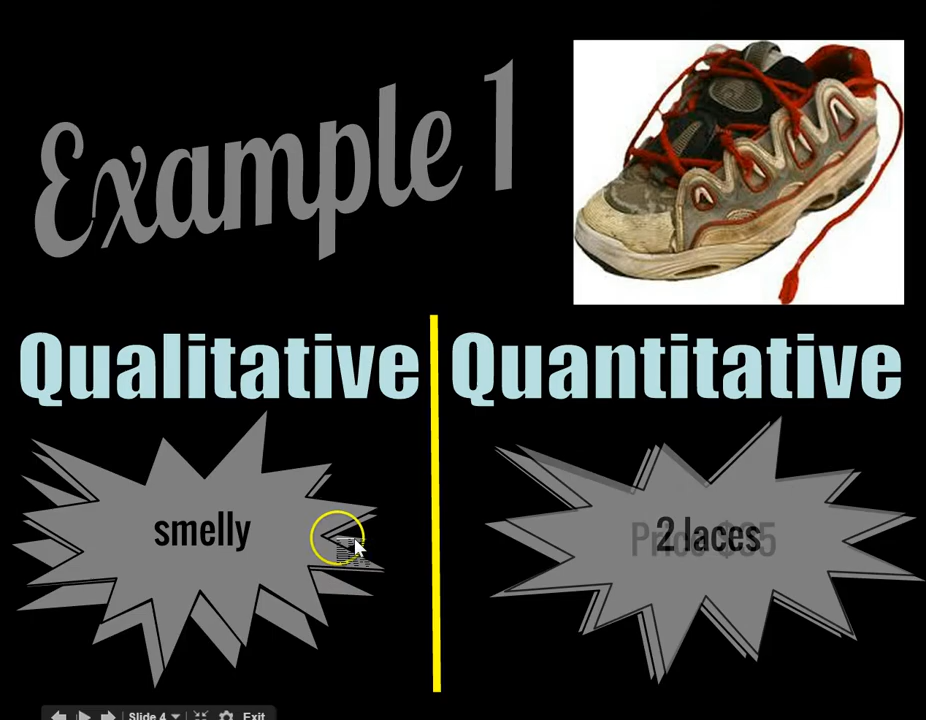 Example 1
Qualitative
Quantitative
smelly
2 laces
Slide 4
Exit